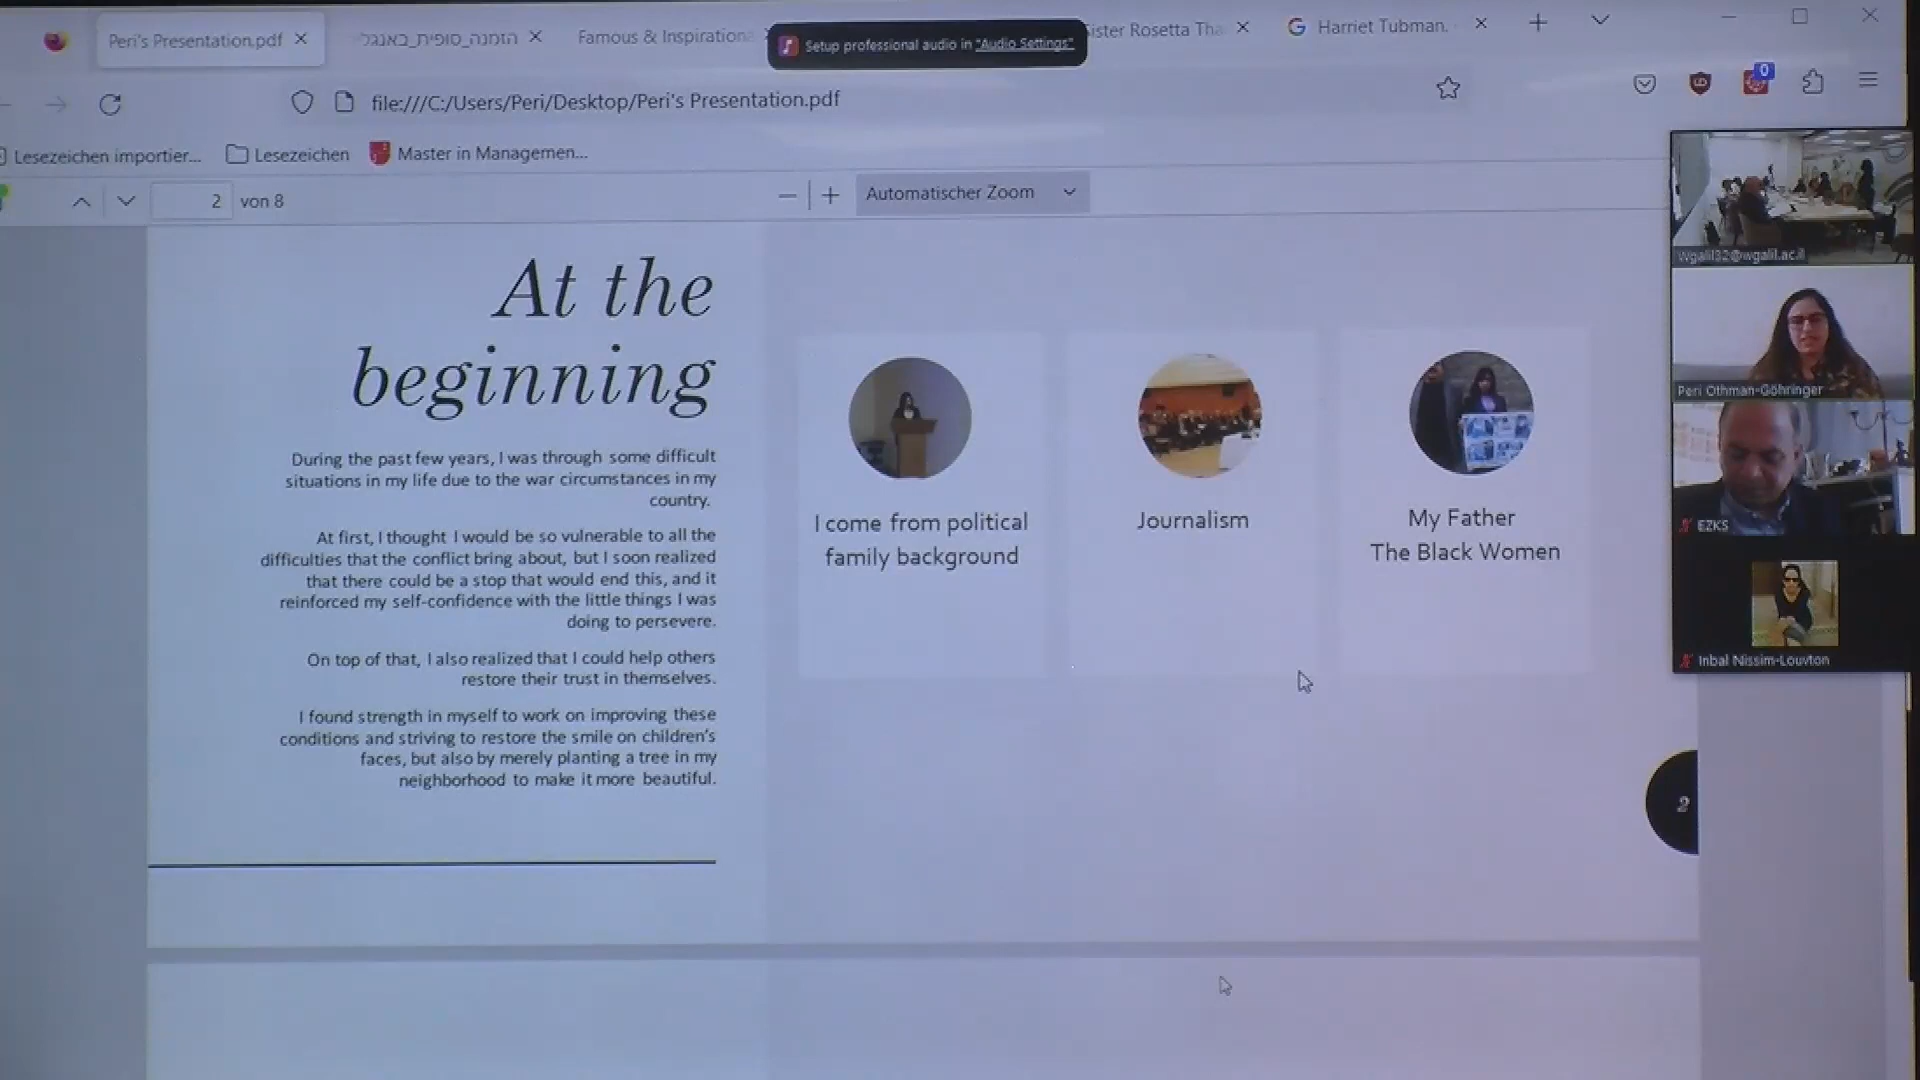 Peri's Presentation.pdf
הזמנה_סופית_באנגלי
Famous & Inspirationa
Setup professional audio in "Audio Settings"
ister Rosetta Tha
Harriet Tubman.
file:///C:/Users/Peri/Desktop/Peri's Presentation.pdf
0
Lesezeichen importier...
Lesezeichen
Master in Managemen...
2 von 8
Automatischer Zoom
At the
beginning
During the past few years, I was through some difficult
situations in my life due to the war circumstances in my
country.
At first, I thought I would be so vulnerable to all the
difficulties that the conflict bring about, but I soon realized
that there could be a stop that would end this, and it
reinforced my self-confidence with the little things I was
doing to persevere.
On top of that, I also realized that I could help others
restore their trust in themselves.
I found strength in myself to work on improving these
conditions and striving to restore the smile on children's
faces, but also by merely planting a tree in my
neighborhood to make it more beautiful.
I come from political
family background
Journalism
My Father
The Black Women
2
Wgalil32@wgalil.ac.il
Peri Othman-Göhringer
EZKS
Inbal Nissim-Louvton